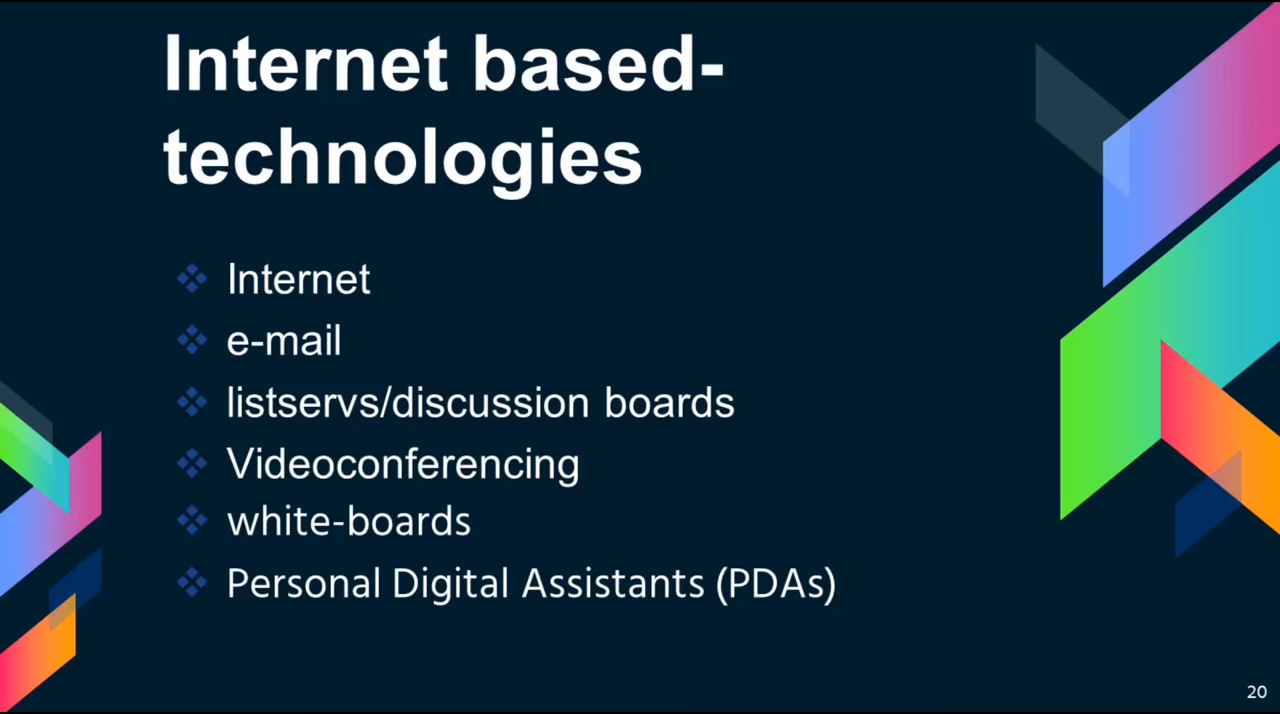 Internet based-
technologies
Internet
e-mail
listservs/discussion boards
Videoconferencing
white-boards
Personal Digital Assistants (PDAs)
20